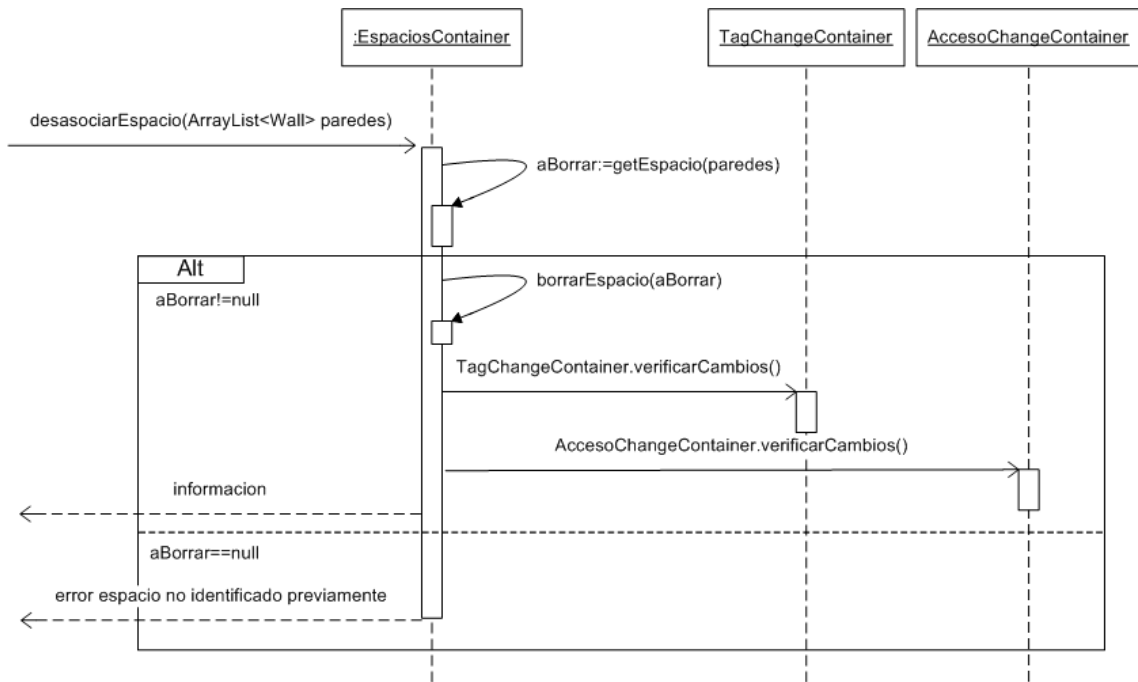 :EspaciosContainer
TagChangeContainer
AccesoChangeContainer
desasociarEspacio(ArrayList<Wall> paredes)
aBorrar:=getEspacio(paredes)
Alt
aBorrar!=null
borrarEspacio(aBorrar)
TagChangeContainer.verificarCambios()
AccesoChangeContainer.verificarCambios()
informacion
aBorrar==null
error espacio no identificado previamente